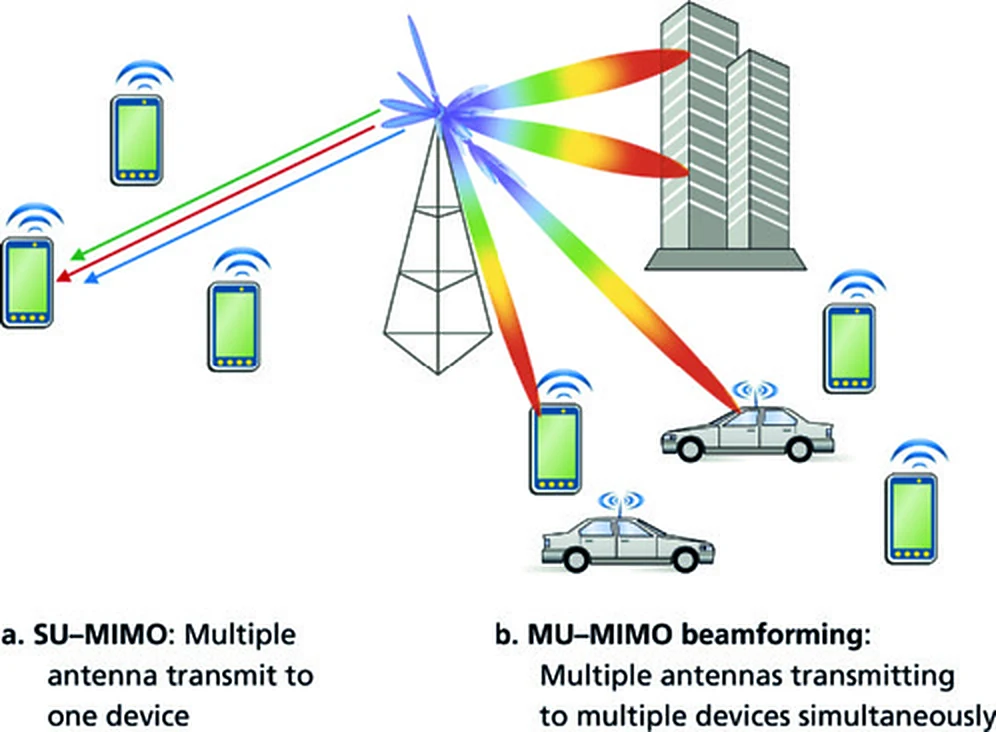 a. SU–MIMO: Multiple
antenna transmit to
one device
b. MU–MIMO beamforming:
Multiple antennas transmitting
to multiple devices simultaneously